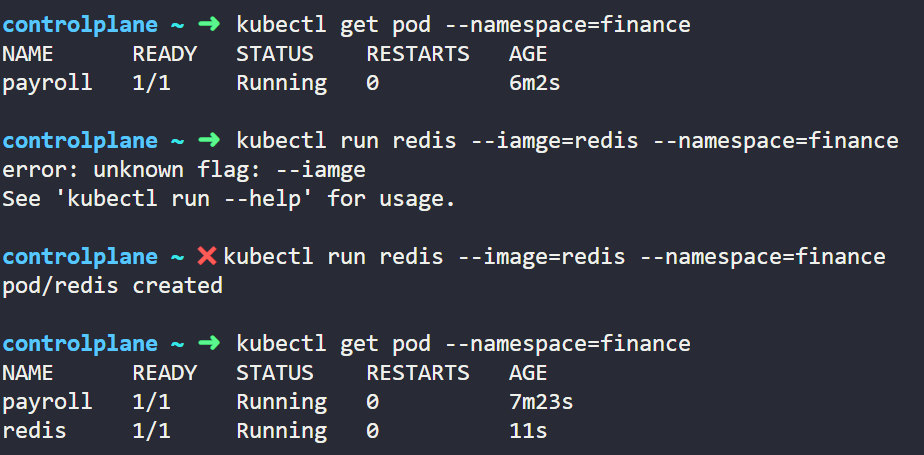 controlplane ~ ➜ kubectl get pod --namespace=finance
NAME READY STATUS RESTARTS AGE
payroll 1/1 Running 0 6m2s
controlplane ~ ➜ kubectl run redis --iamge=redis --namespace=finance
error: unknown flag: --iamge
See 'kubectl run --help' for usage.
controlplane ~ ✖ kubectl run redis --image=redis --namespace=finance
pod/redis created
controlplane ~ ➜ kubectl get pod --namespace=finance
NAME READY STATUS RESTARTS AGE
payroll 1/1 Running 0 7m23s
redis 1/1 Running 0 11s